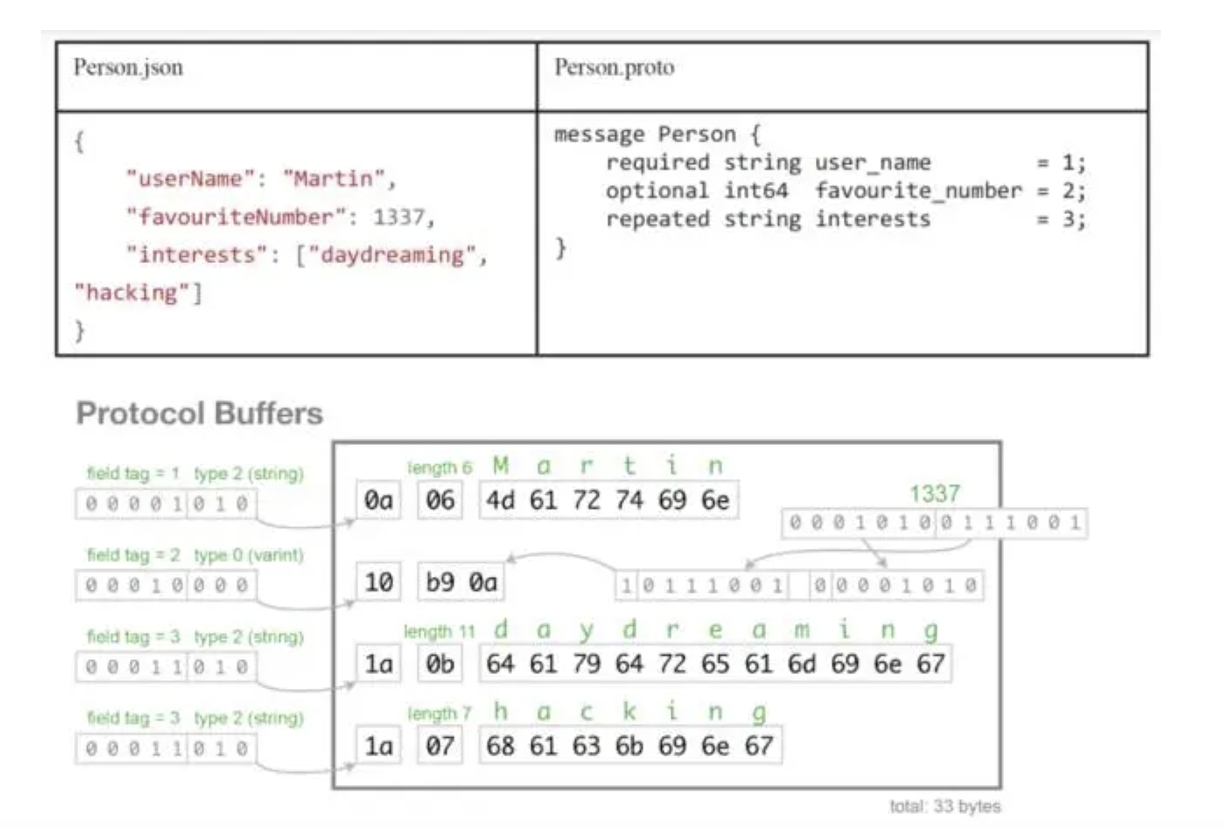 Person.json
Person.proto
{
"userName": "Martin",
"favouriteNumber": 1337,
"interests": ["daydreaming",
"hacking"]
}
message Person {
required string user_name = 1;
optional int64 favourite_number = 2;
repeated string interests = 3;
}
Protocol Buffers
field tag = 1 type 2 (string)
0 0 0 0 1 0 1 0
length 6 M a r t i n
0a 06 4d 61 72 74 69 6e
1337
0 0 0 1 0 1 0 0 1 1 1 0 0 1
field tag = 2 type 0 (varint)
0 0 0 1 0 0 0 0
10 b9 0a
1 0 1 1 1 0 0 1 0 0 0 0 1 0 1 0
field tag = 3 type 2 (string)
0 0 0 1 1 0 1 0
length 11 d a y d r e a m i n g
1a 0b 64 61 79 64 72 65 61 6d 69 6e 67
field tag = 3 type 2 (string)
0 0 0 1 1 0 1 0
length 7 h a c k i n g
1a 07 68 61 63 6b 69 6e 67
total: 33 bytes